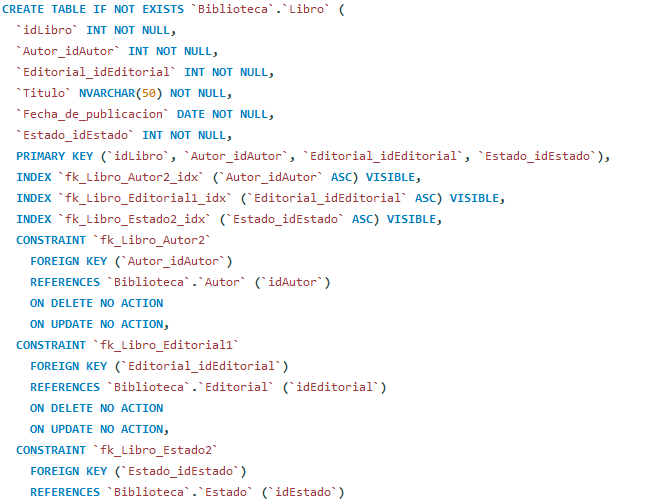 CREATE TABLE IF NOT EXISTS `Biblioteca`.`Libro` (
`idLibro` INT NOT NULL,
`Autor_idAutor` INT NOT NULL,
`Editorial_idEditorial` INT NOT NULL,
`Titulo` NVARCHAR(50) NOT NULL,
`Fecha_de_publicacion` DATE NOT NULL,
`Estado_idEstado` INT NOT NULL,
PRIMARY KEY (`idLibro`, `Autor_idAutor`, `Editorial_idEditorial`, `Estado_idEstado`),
INDEX `fk_Libro_Autor2_idx` (`Autor_idAutor` ASC) VISIBLE,
INDEX `fk_Libro_Editorial1_idx` (`Editorial_idEditorial` ASC) VISIBLE,
INDEX `fk_Libro_Estado2_idx` (`Estado_idEstado` ASC) VISIBLE,
CONSTRAINT `fk_Libro_Autor2`
FOREIGN KEY (`Autor_idAutor`)
REFERENCES `Biblioteca`.`Autor` (`idAutor`)
ON DELETE NO ACTION
ON UPDATE NO ACTION,
CONSTRAINT `fk_Libro_Editorial1`
FOREIGN KEY (`Editorial_idEditorial`)
REFERENCES `Biblioteca`.`Editorial` (`idEditorial`)
ON DELETE NO ACTION
ON UPDATE NO ACTION,
CONSTRAINT `fk_Libro_Estado2`
FOREIGN KEY (`Estado_idEstado`)
REFERENCES `Biblioteca`.`Estado` (`idEstado`)